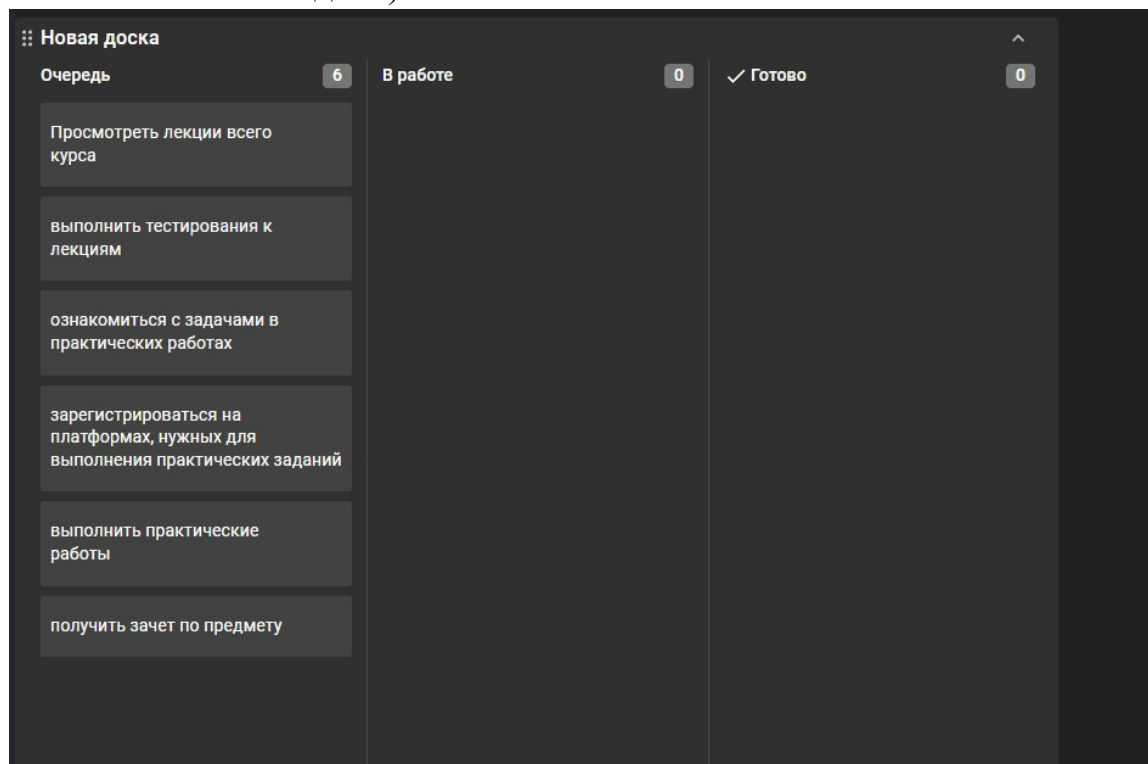 Новая доска
Очередь 6
В работе 0
Готово 0
Просмотреть лекции всего
курса
выполнить тестирования к
лекциям
ознакомиться с задачами в
практических работах
зарегистрироваться на
платформах, нужных для
выполнения практических заданий
выполнить практические
работы
получить зачет по предмету